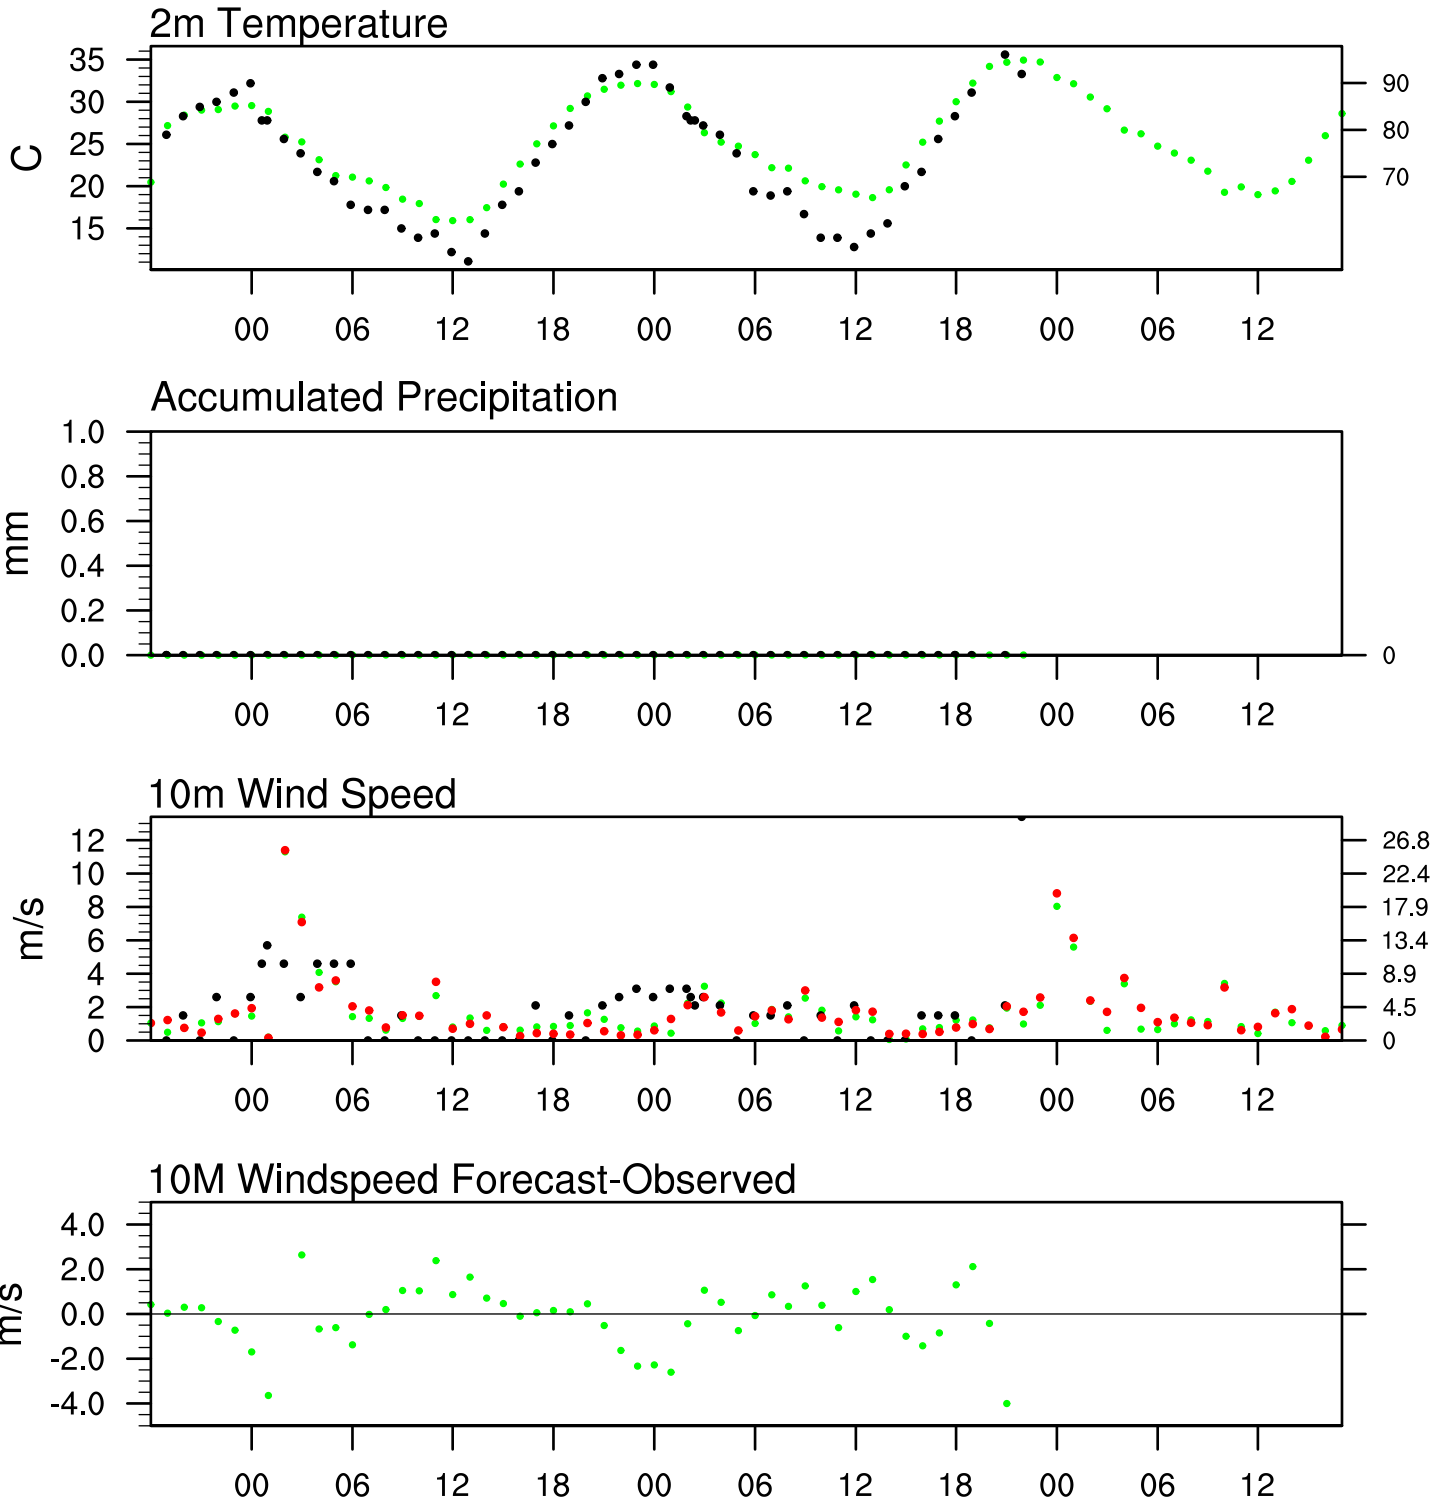 2m Temperature
35
30
25
20
15
C
90
80
70
00 06 12 18 00 06 12 18 00 06 12
Accumulated Precipitation
1.0
0.8
0.6
0.4
0.2
0.0
mm
0
00 06 12 18 00 06 12 18 00 06 12
10m Wind Speed
12
10
8
6
4
2
0
m/s
26.8
22.4
17.9
13.4
8.9
4.5
0
00 06 12 18 00 06 12 18 00 06 12
10M Windspeed Forecast-Observed
4.0
2.0
0.0
-2.0
-4.0
m/s
00 06 12 18 00 06 12 18 00 06 12